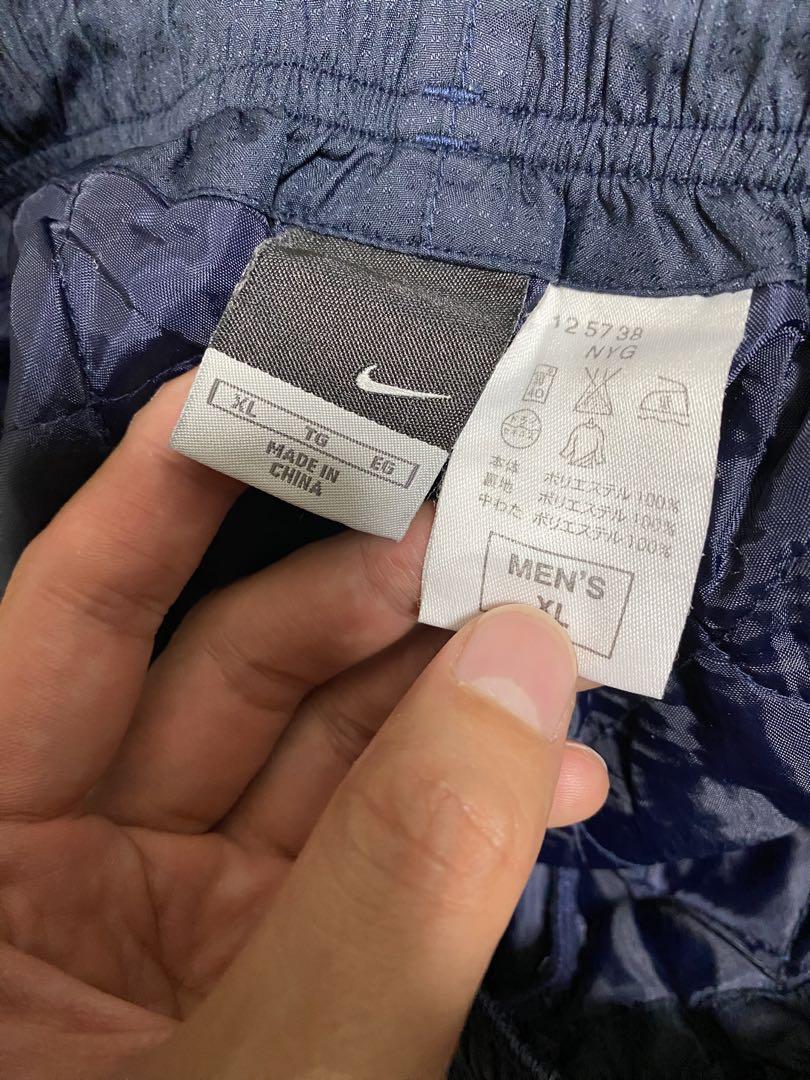 XL TG EG
MADE IN
CHINA
125738
NYG
40
本体 ポリエステル100%
裏地 ポリエステル100%
中わた ポリエステル100%
MEN'S
XL